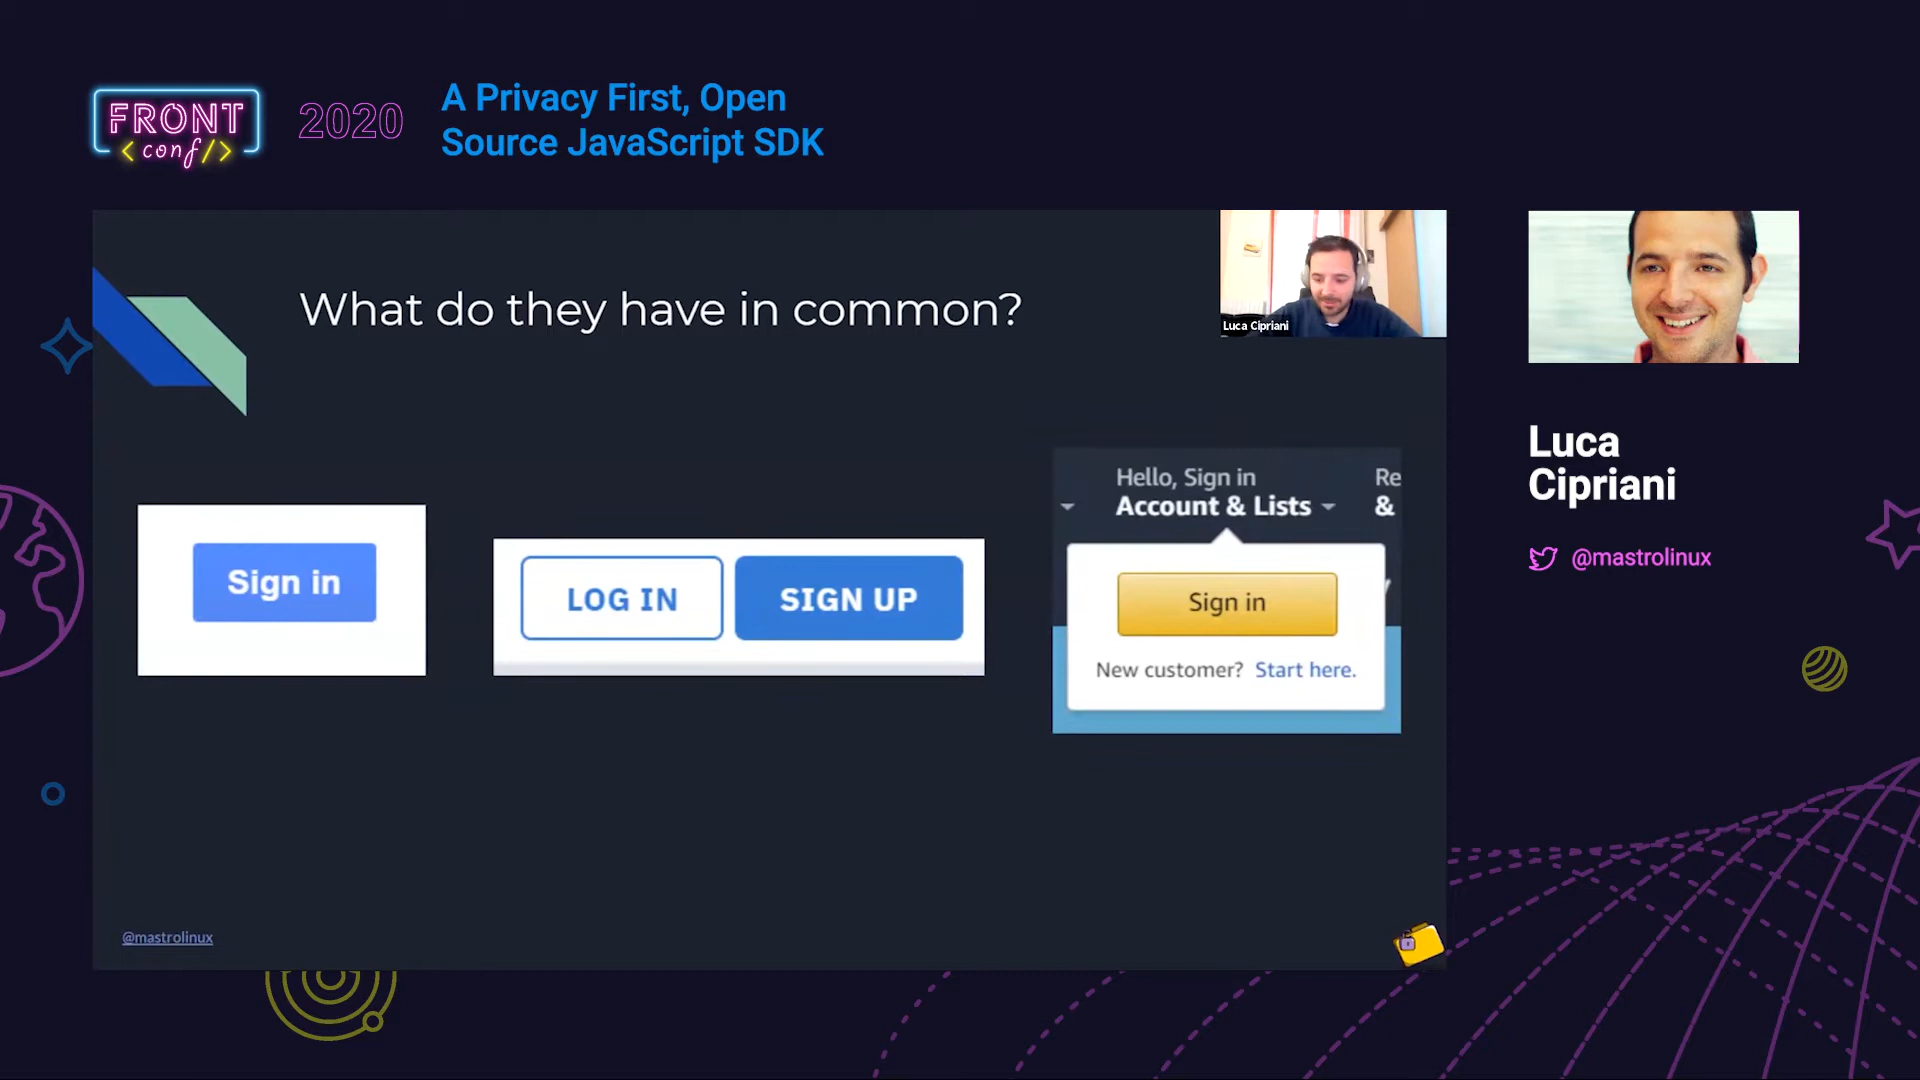 FRONT
<conf/>
2020
A Privacy First, Open
Source JavaScript SDK
What do they have in common?
Luca Cipriani
Sign in
LOG IN
SIGN UP
Hello, Sign in
Account & Lists
Re
&
Sign in
New customer? Start here.
@mastrolinux
Luca
Cipriani
@mastrolinux